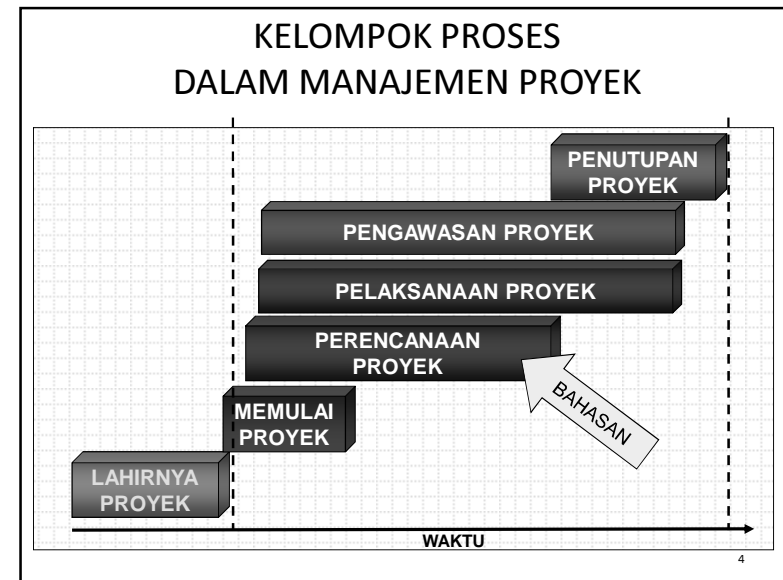 KELOMPOK PROSES
DALAM MANAJEMEN PROYEK
PENUTUPAN
PROYEK
PENGAWASAN PROYEK
PELAKSANAAN PROYEK
PERENCANAAN
PROYEK
BAHASAN
MEMULAI
PROYEK
LAHIRNYA
PROYEK
WAKTU
4